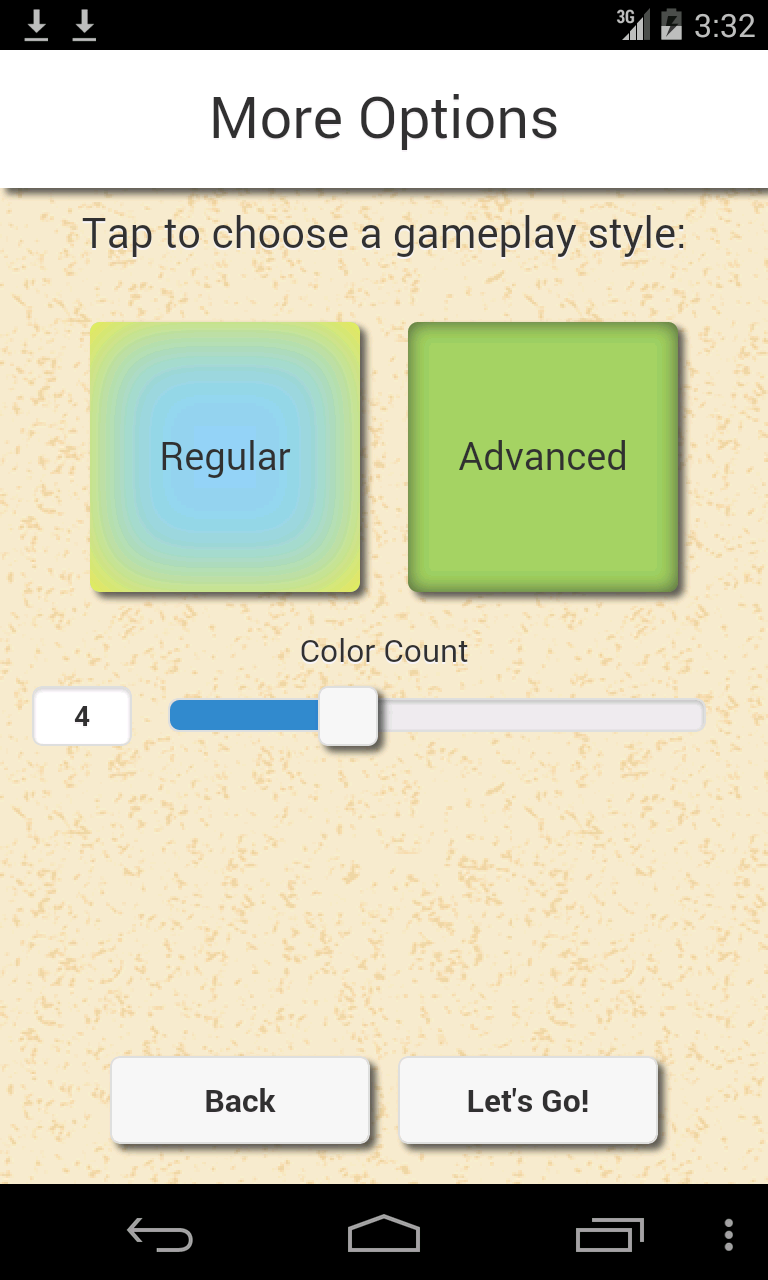 3G 3:32
More Options
Tap to choose a gameplay style:
Regular Advanced
Color Count
4
Back Let's Go!